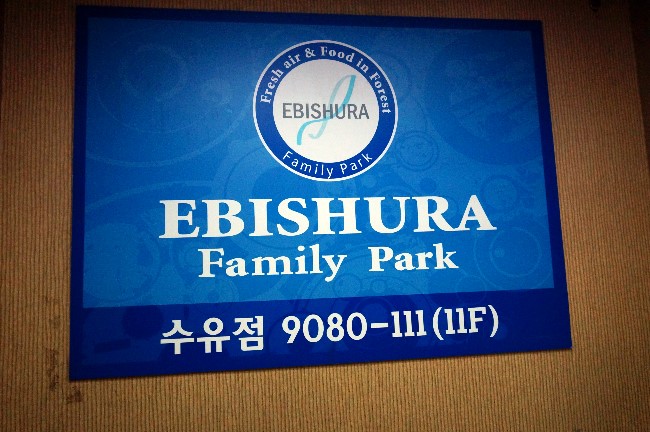 Fresh air & Food in Forest
EBISHURA
Family Park
EBISHURA
Family Park
수유점 9080-111(11F)